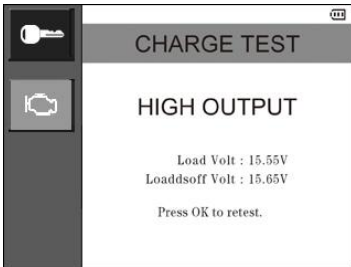 CHARGE TEST
HIGH OUTPUT
Load Volt : 15.55V
Loaddsoff Volt : 15.65V
Press OK to retest.